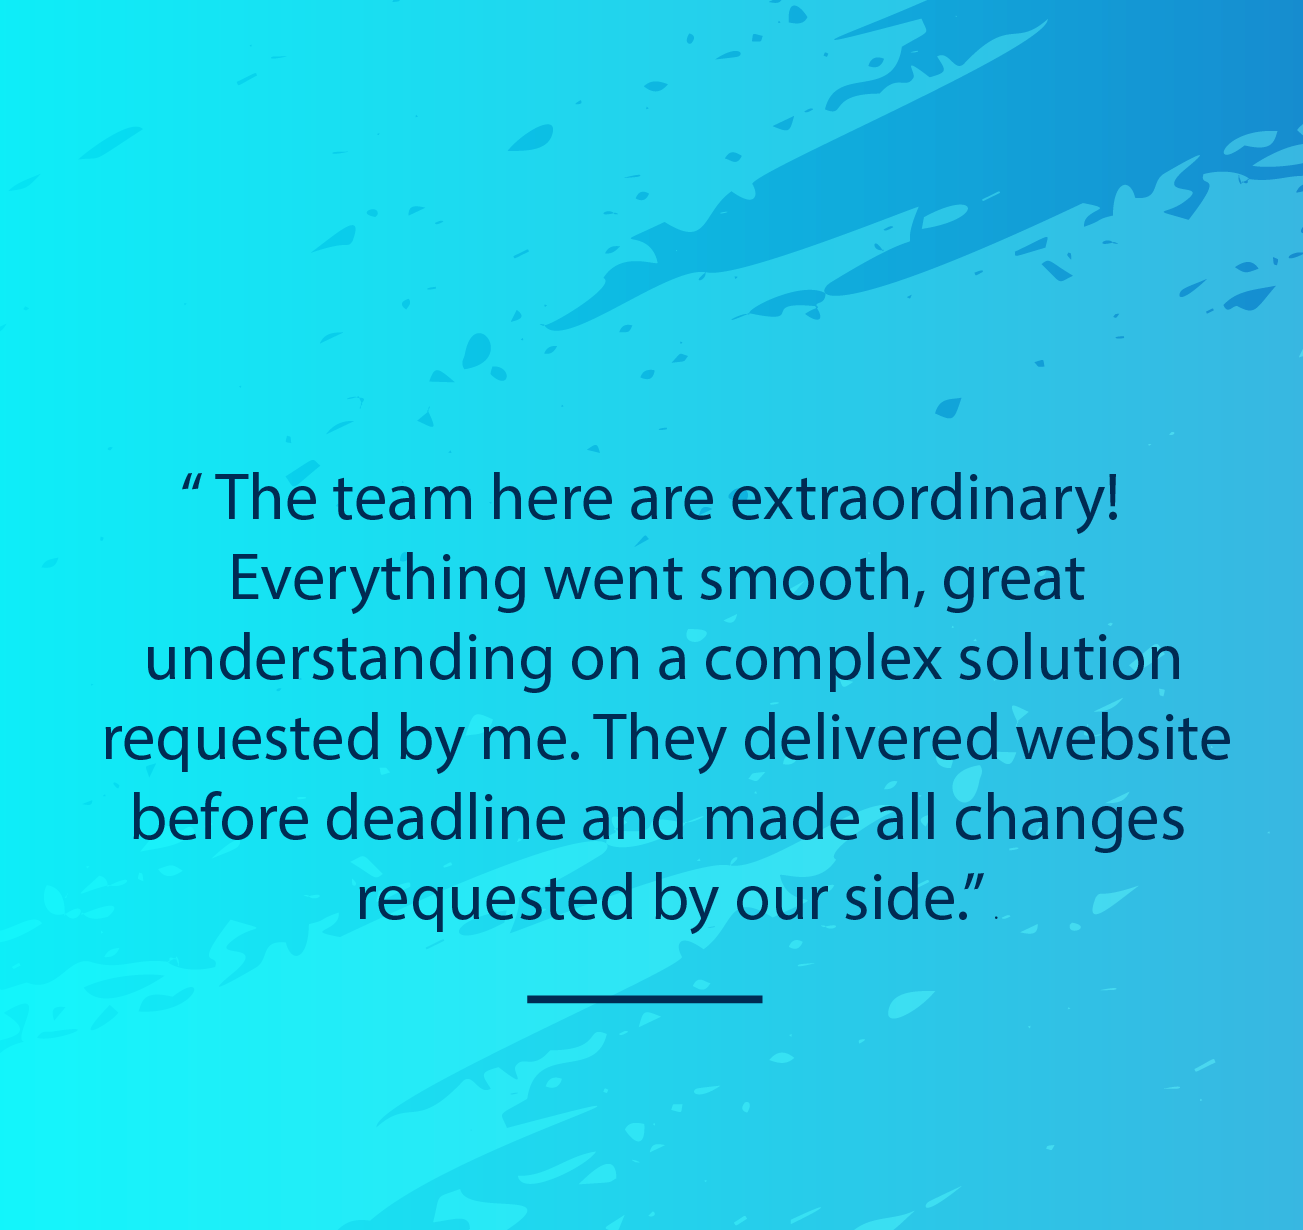 “ The team here are extraordinary!
Everything went smooth, great
understanding on a complex solution
requested by me. They delivered website
before deadline and made all changes
requested by our side.” .